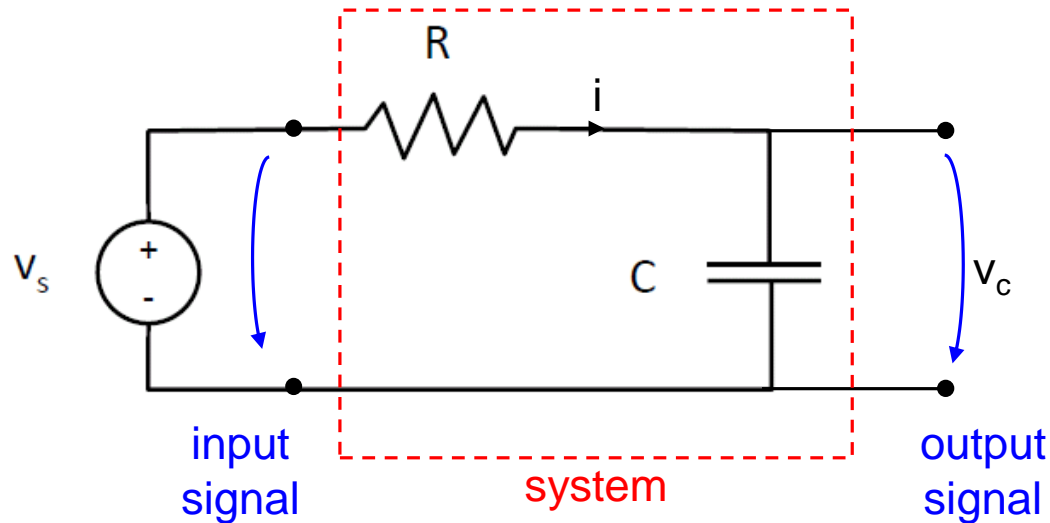 R
i
+
-
v_s
C
v_c
input
signal
system
output
signal